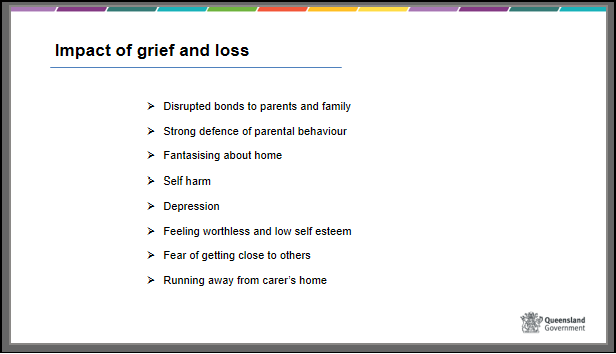 Impact of grief and loss
➢ Disrupted bonds to parents and family
➢ Strong defence of parental behaviour
➢ Fantasising about home
➢ Self harm
➢ Depression
➢ Feeling worthless and low self esteem
➢ Fear of getting close to others
➢ Running away from carer's home
Queensland
Government